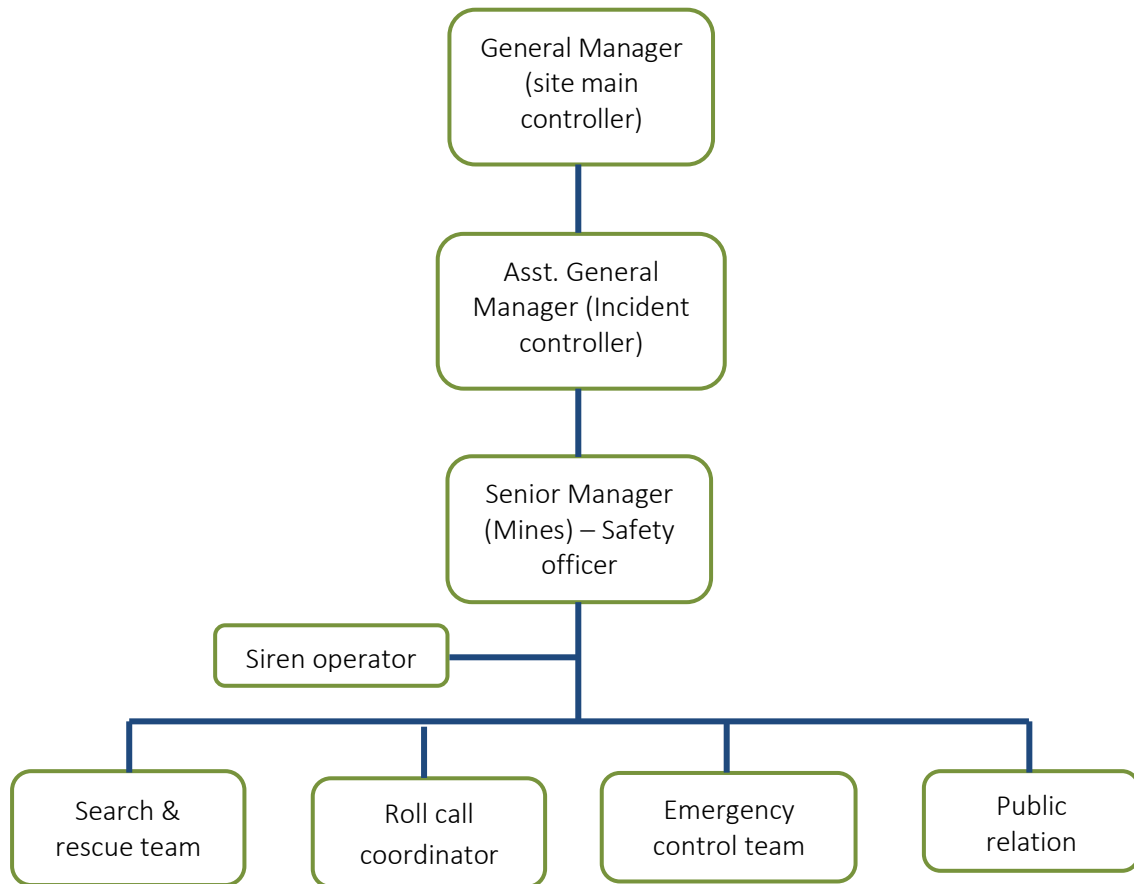 General Manager
(site main
controller)
Asst. General
Manager (Incident
controller)
Senior Manager
(Mines) – Safety
officer
Siren operator
Search &
rescue team
Roll call
coordinator
Emergency
control team
Public
relation